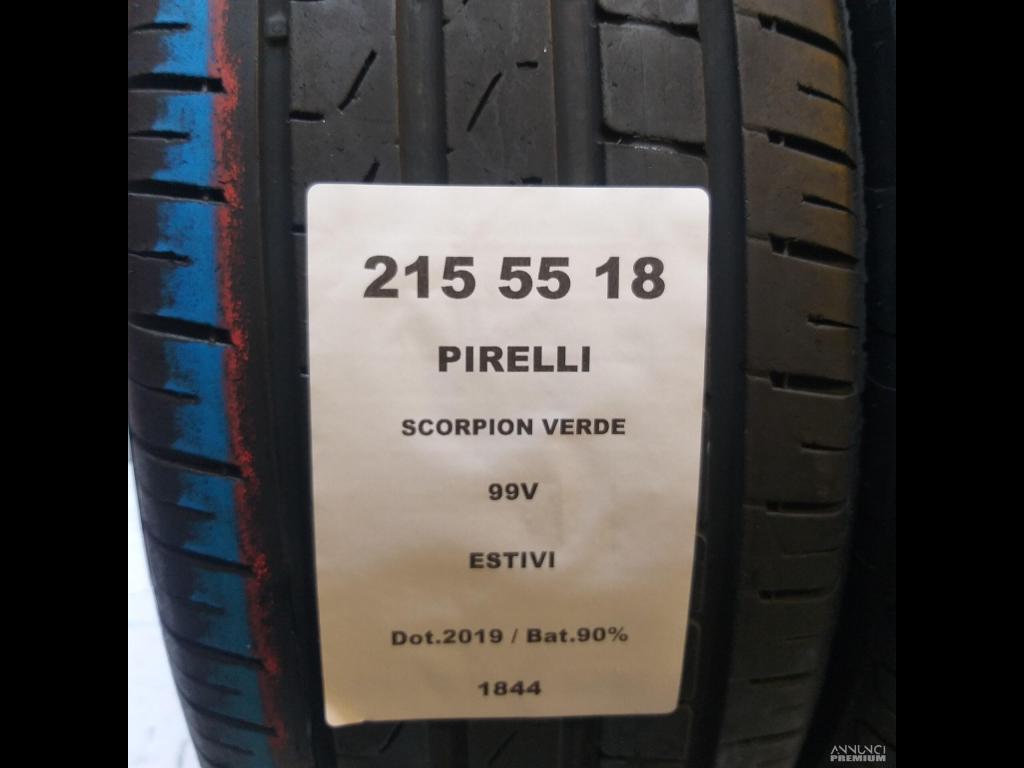 215 55 18
PIRELLI
SCORPION VERDE
99V
ESTIVI
Dot.2019 / Bat.90%
1844
ANNUNCI
PREMIUM